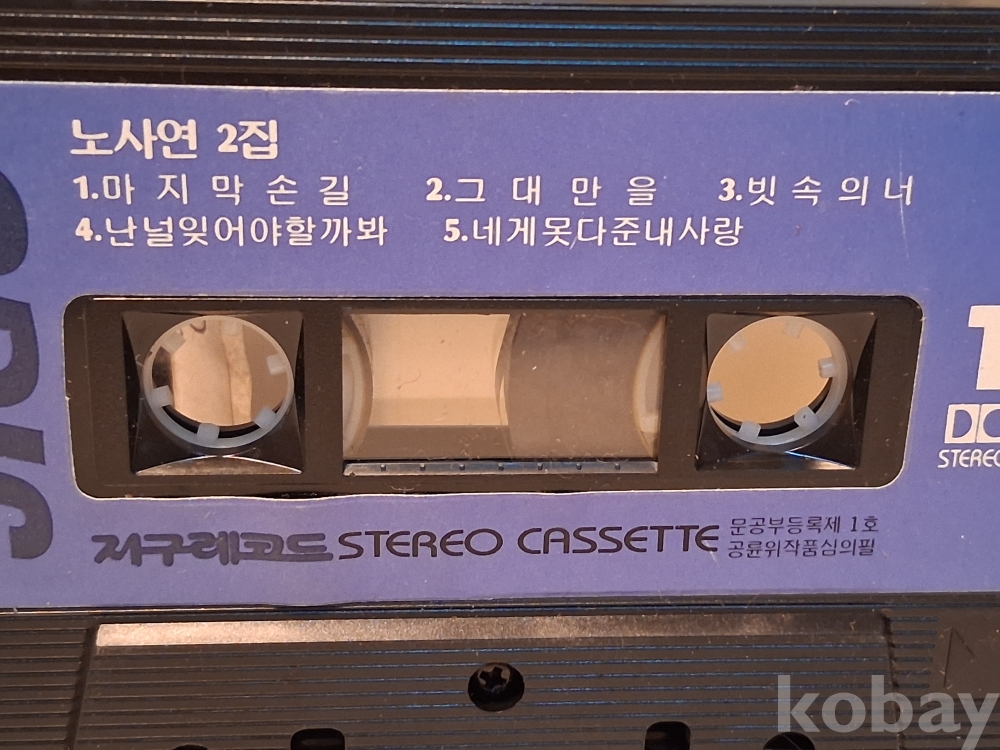 노사연 2집
1.마 지 막 손 길 2.그 대 만 을 3.빗 속 의 너
4.난널잊어야할까봐 5.네게못다준내사랑
1
STEREO
지구레코드 STEREO CASSETTE
문공부등록제 1호
공륜위작품심의필
kobay